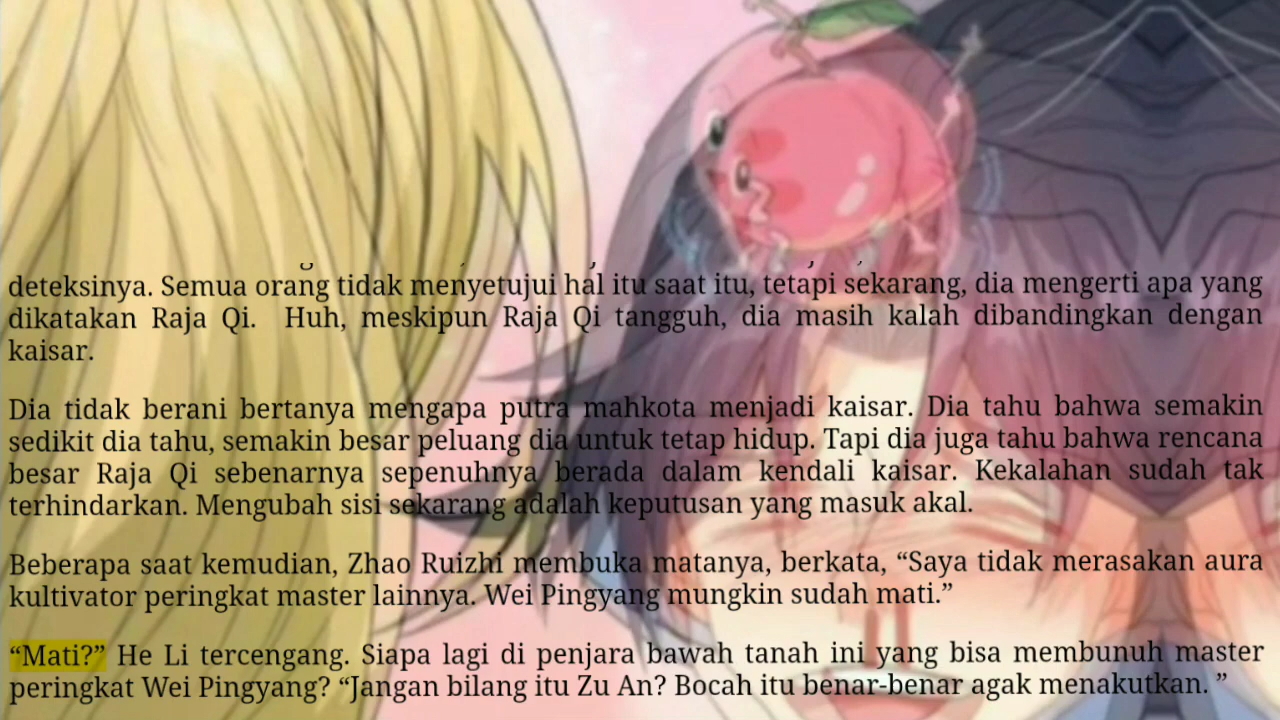 deteksinya. Semua orang tidak menyetujui hal itu saat itu, tetapi sekarang, dia mengerti apa yang
dikatakan Raja Qi.  Huh, meskipun Raja Qi tangguh, dia masih kalah dibandingkan dengan
kaisar.
Dia tidak berani bertanya mengapa putra mahkota menjadi kaisar. Dia tahu bahwa semakin
sedikit dia tahu, semakin besar peluang dia untuk tetap hidup. Tapi dia juga tahu bahwa rencana
besar Raja Qi sebenarnya sepenuhnya berada dalam kendali kaisar. Kekalahan sudah tak
terhindarkan. Mengubah sisi sekarang adalah keputusan yang masuk akal.
Beberapa saat kemudian, Zhao Ruizhi membuka matanya, berkata, “Saya tidak merasakan aura
kultivator peringkat master lainnya. Wei Pingyang mungkin sudah mati.”
“Mati?” He Li tercengang. Siapa lagi di penjara bawah tanah ini yang bisa membunuh master
peringkat Wei Pingyang? “Jangan bilang itu Zu An? Bocah itu benar-benar agak menakutkan. ”